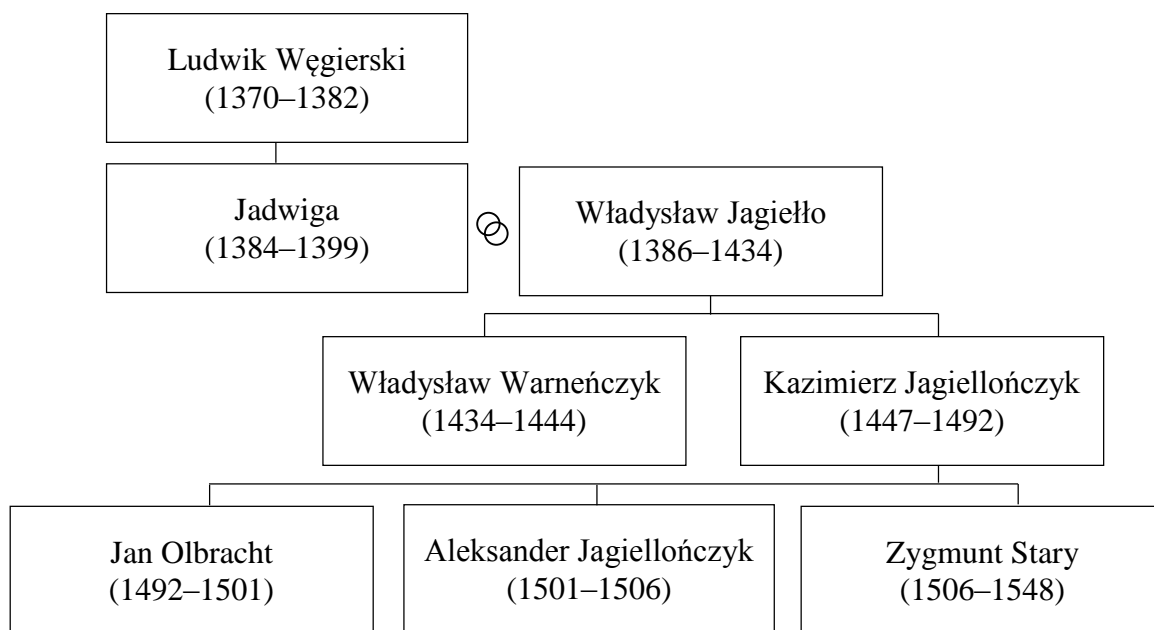 Ludwik Węgierski
(1370–1382)
Jadwiga
(1384–1399)
Władysław Jagiełło
(1386–1434)
Władysław Warneńczyk
(1434–1444)
Kazimierz Jagiellończyk
(1447–1492)
Jan Olbracht
(1492–1501)
Aleksander Jagiellończyk
(1501–1506)
Zygmunt Stary
(1506–1548)